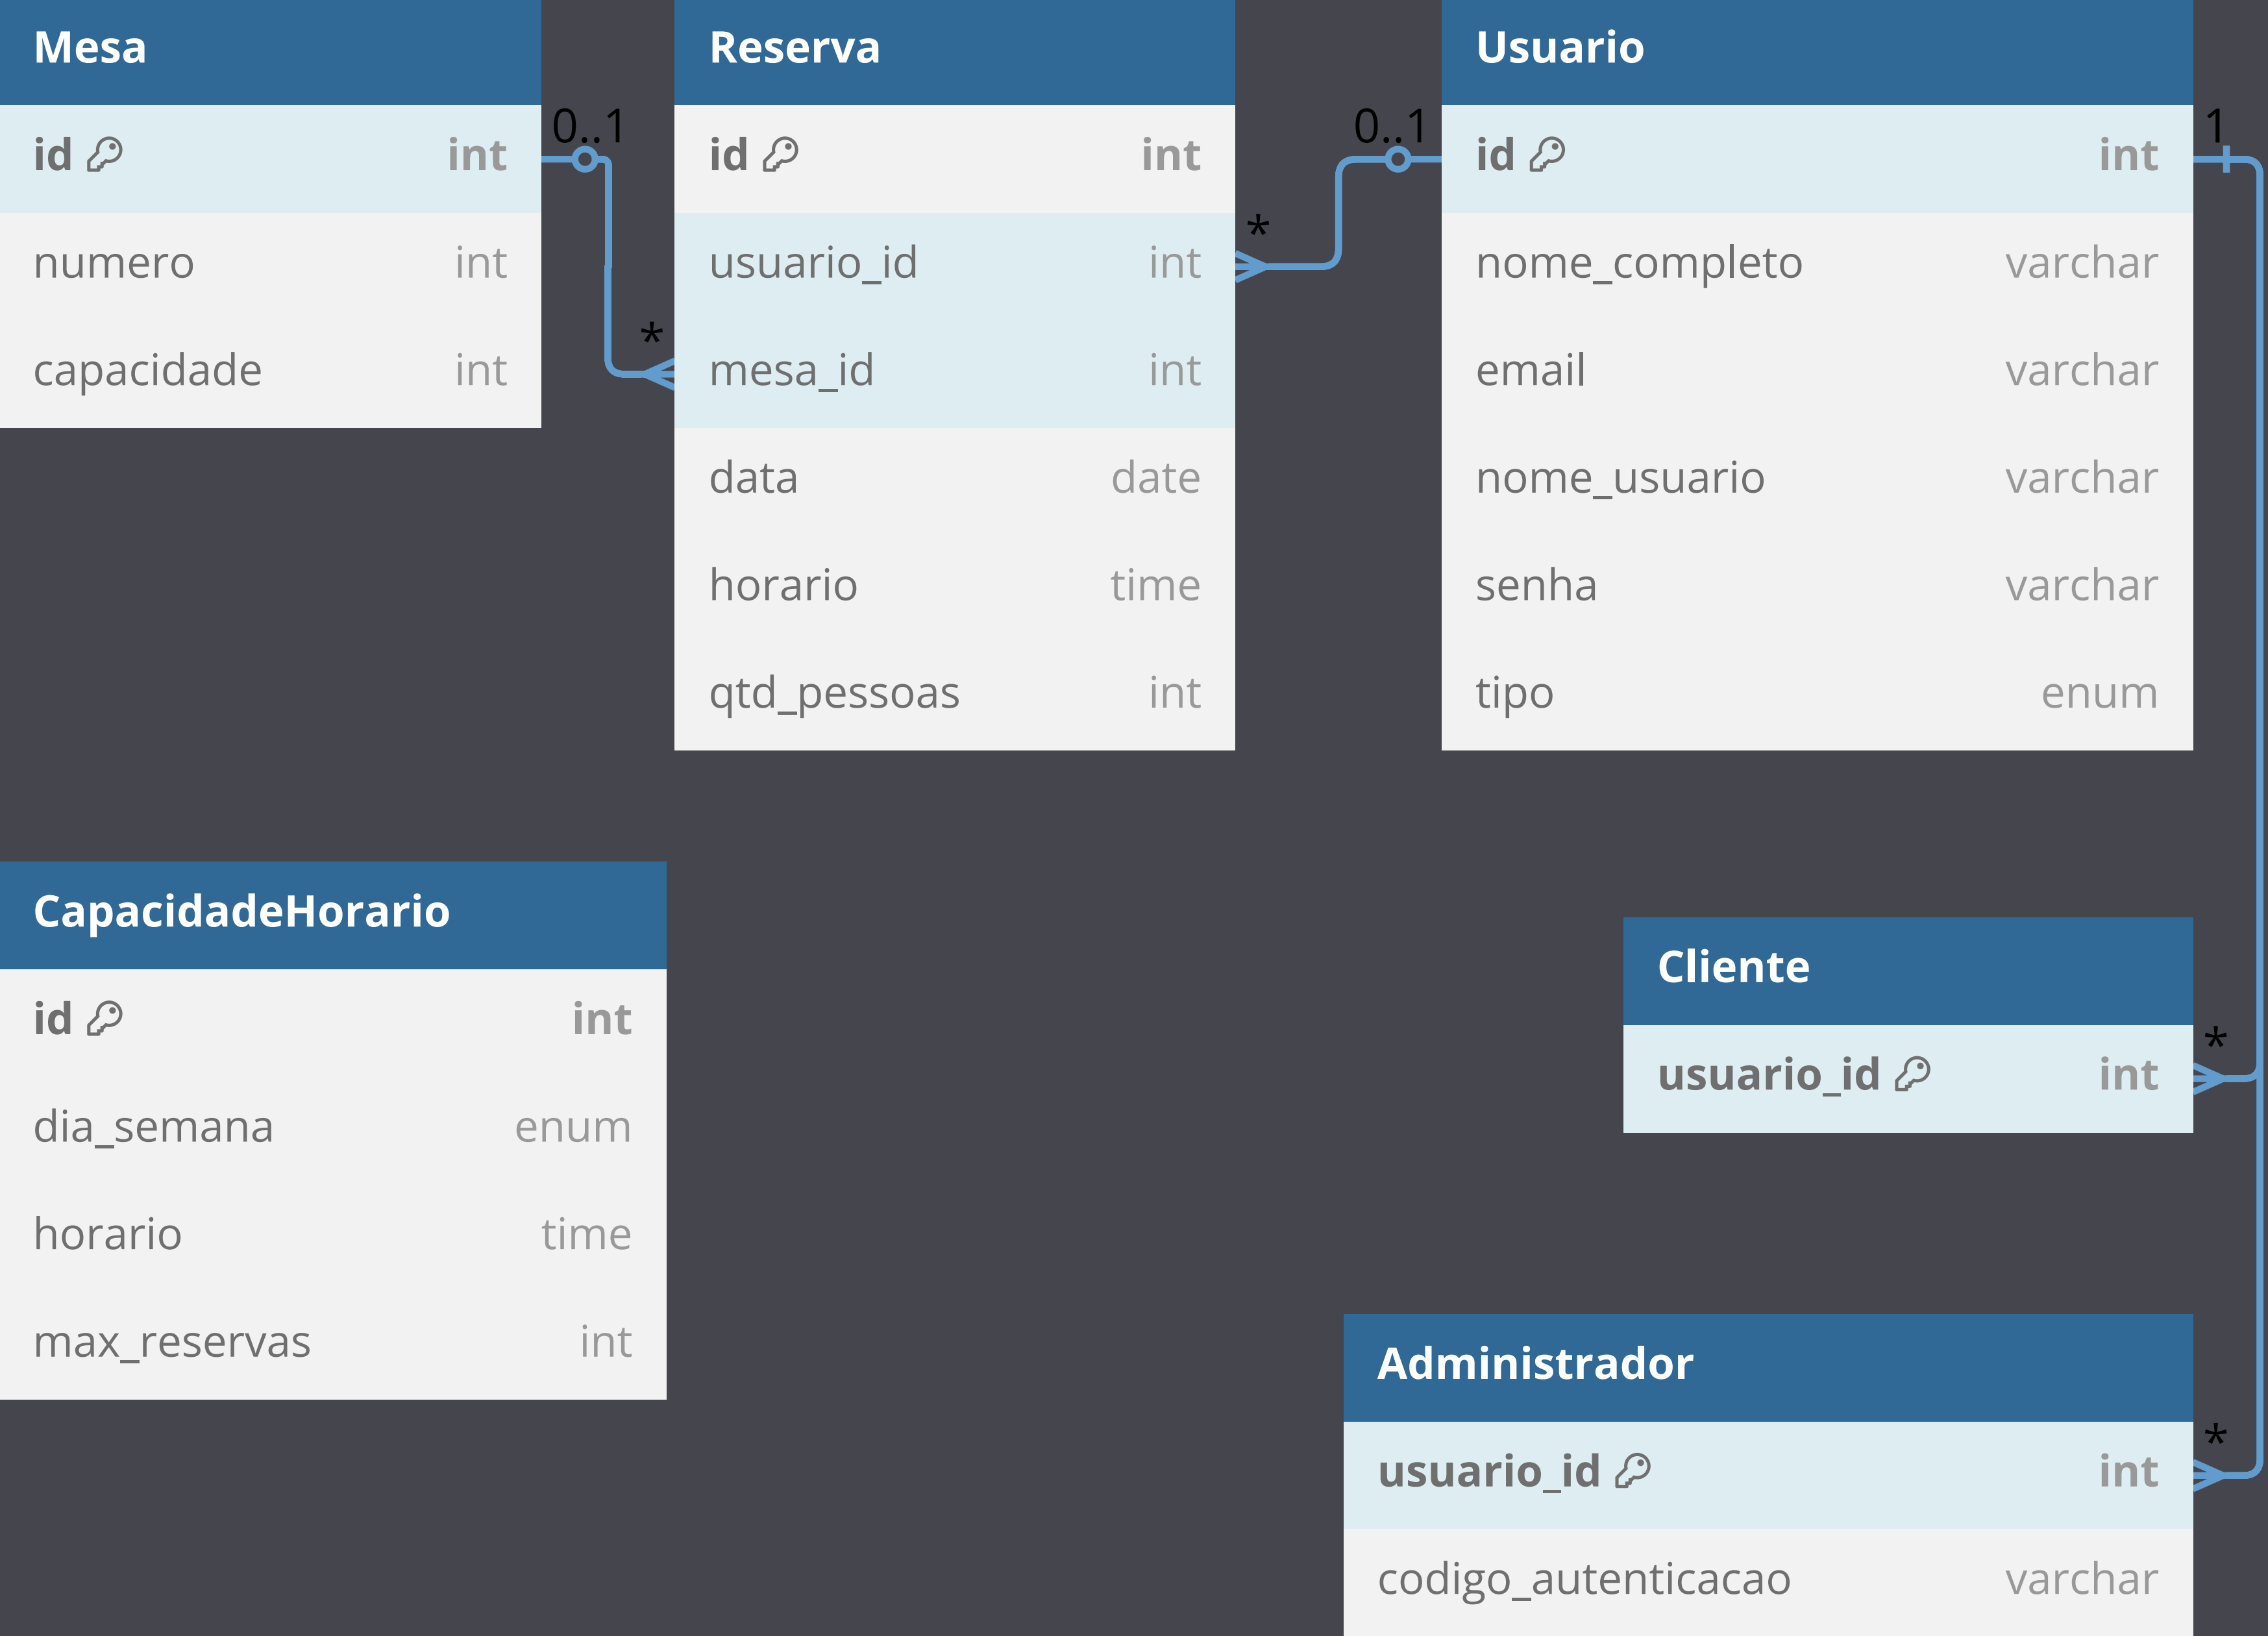 Mesa
id int
numero int
capacidade int
0..1
*
Reserva
id int
usuario_id int
mesa_id int
data date
horario time
qtd_pessoas int
*
0..1
Usuario
id int
nome_completo varchar
email varchar
nome_usuario varchar
senha varchar
tipo enum
1
CapacidadeHorario
id int
dia_semana enum
horario time
max_reservas int
Cliente
usuario_id int
*
Administrador
usuario_id int
codigo_autenticacao varchar
*